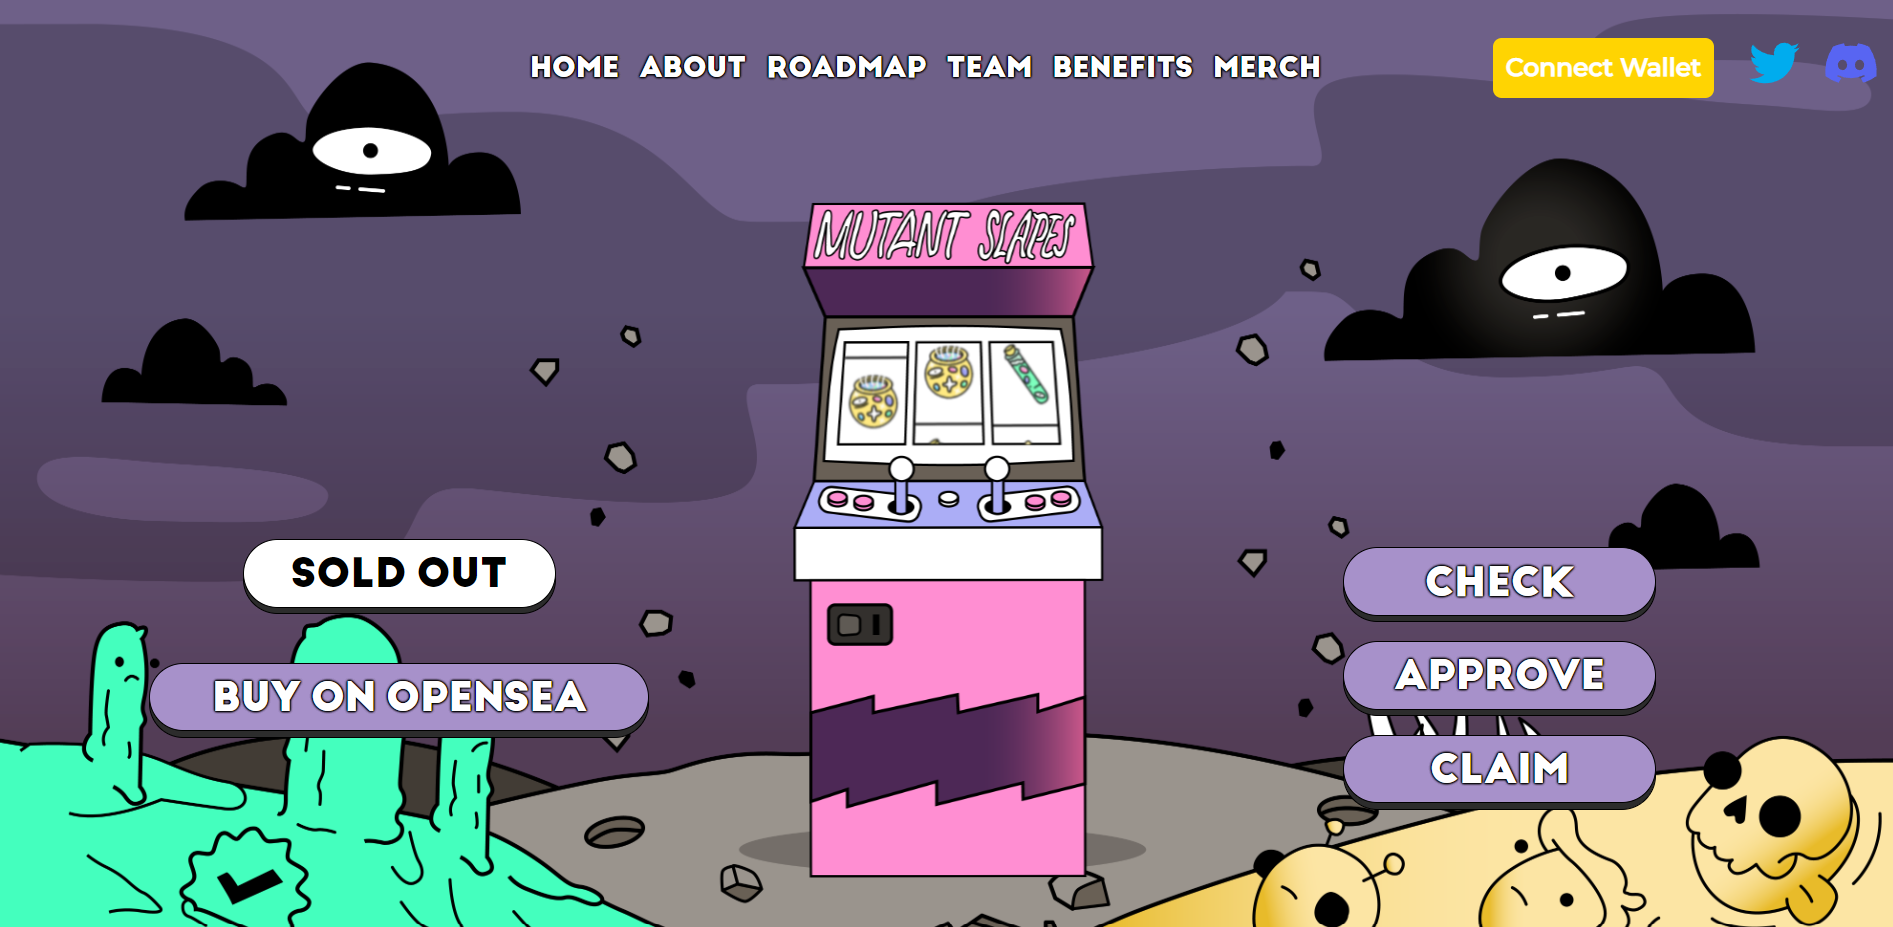 HOME ABOUT ROADMAP TEAM BENEFITS MERCH
Connect Wallet
MUTANT SLAPES
SOLD OUT
BUY ON OPENSEA
CHECK
APPROVE
CLAIM